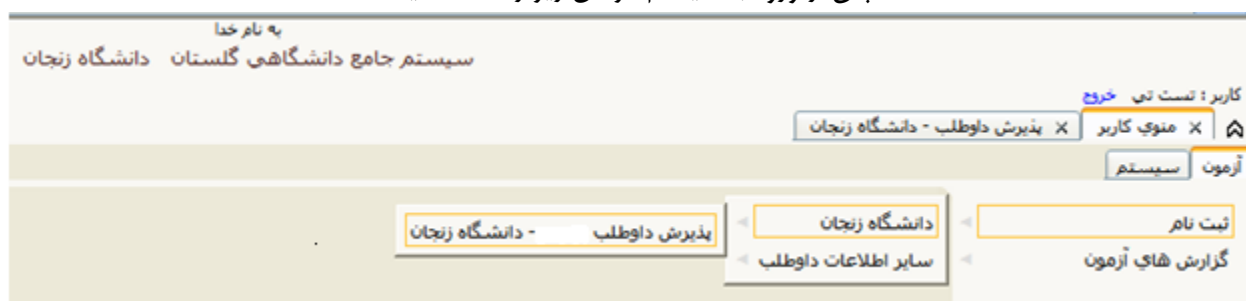 به نام خدا
سیستم جامع دانشگاهی گلستان دانشگاه زنجان
کاربر : تست تی خروج
منوي کاربر پذیرش داوطلب - دانشگاه زنجان
آزمون سیستم
ثبت نام دانشگاه زنجان پذیرش داوطلب - دانشگاه زنجان
گزارش هاي آزمون سایر اطلاعات داوطلب